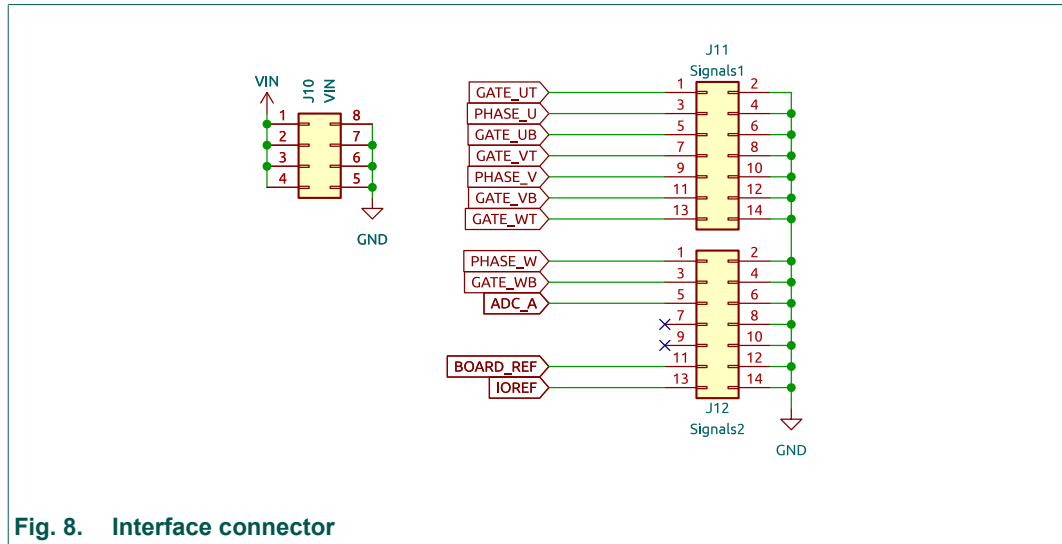 VIN
J10
VIN
1 8
2 7
3 6
4 5
GND
J11
Signals1
GATE_UT 1 2
PHASE_U 3 4
GATE_UB 5 6
GATE_VT 7 8
PHASE_V 9 10
GATE_VB 11 12
GATE_WT 13 14
PHASE_W 1 2
GATE_WB 3 4
ADC_A 5 6
7 8
9 10
BOARD_REF 11 12
IOREF 13 14
J12
Signals2
GND
Fig. 8. Interface connector